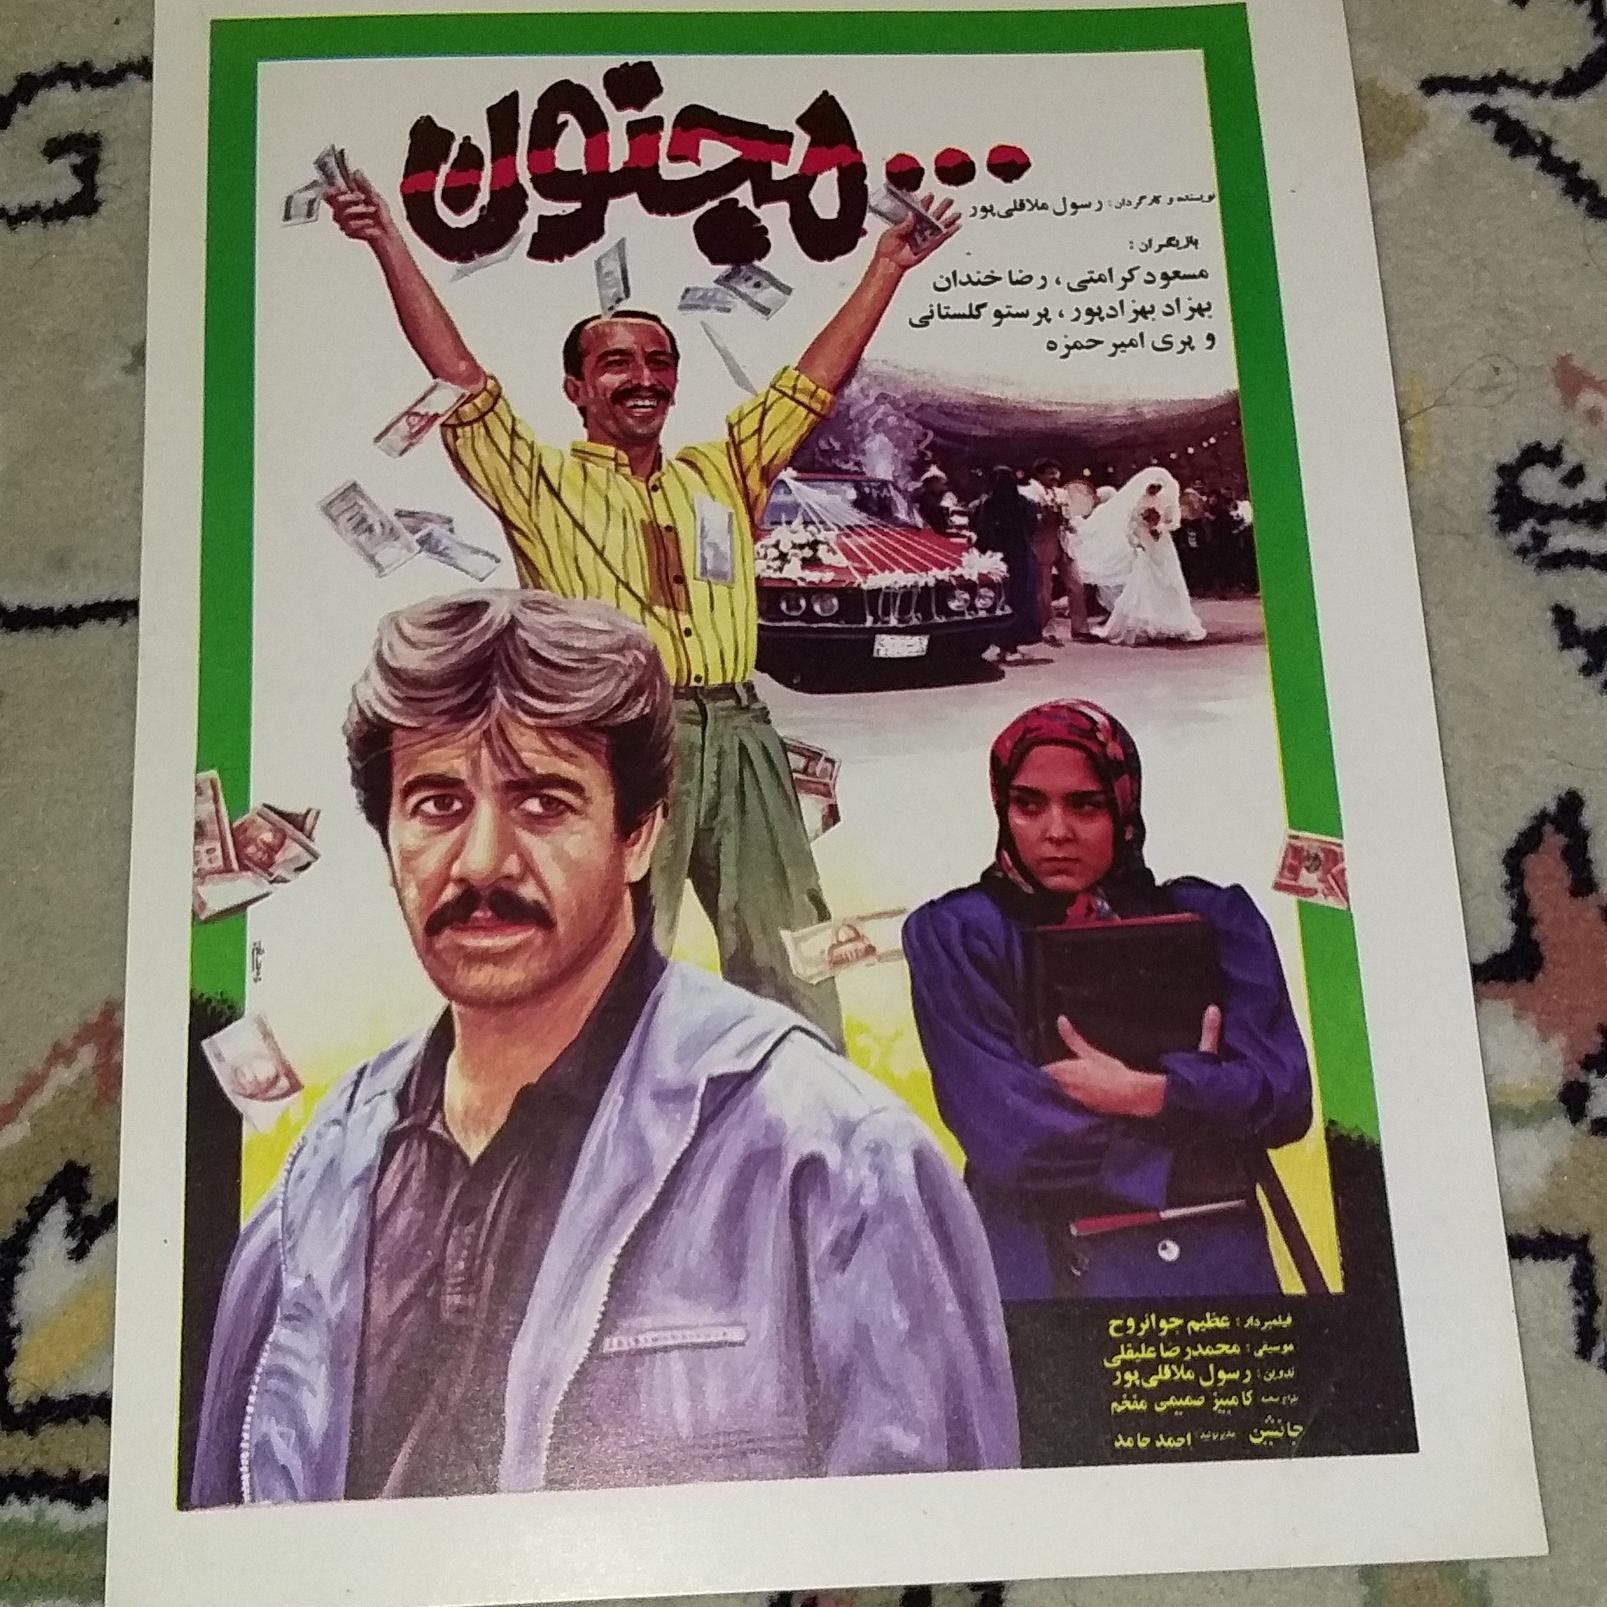 ... مجنون
نویسنده و کارگردان: رسول ملاقلی‌پور
بازیگران:
مسعود کرامتی، رضا خندان
بهزاد بهزادپور، پرستو گلستانی
و پری امیرحمزه
فیلمبردار: عظیم جوانروح
موسیقی: محمدرضا علیقلی
تدوین: رسول ملاقلی‌پور
طراح صحنه کامبیز صمیمی مفخم
جانشین مدیر تولید: احمد حامد